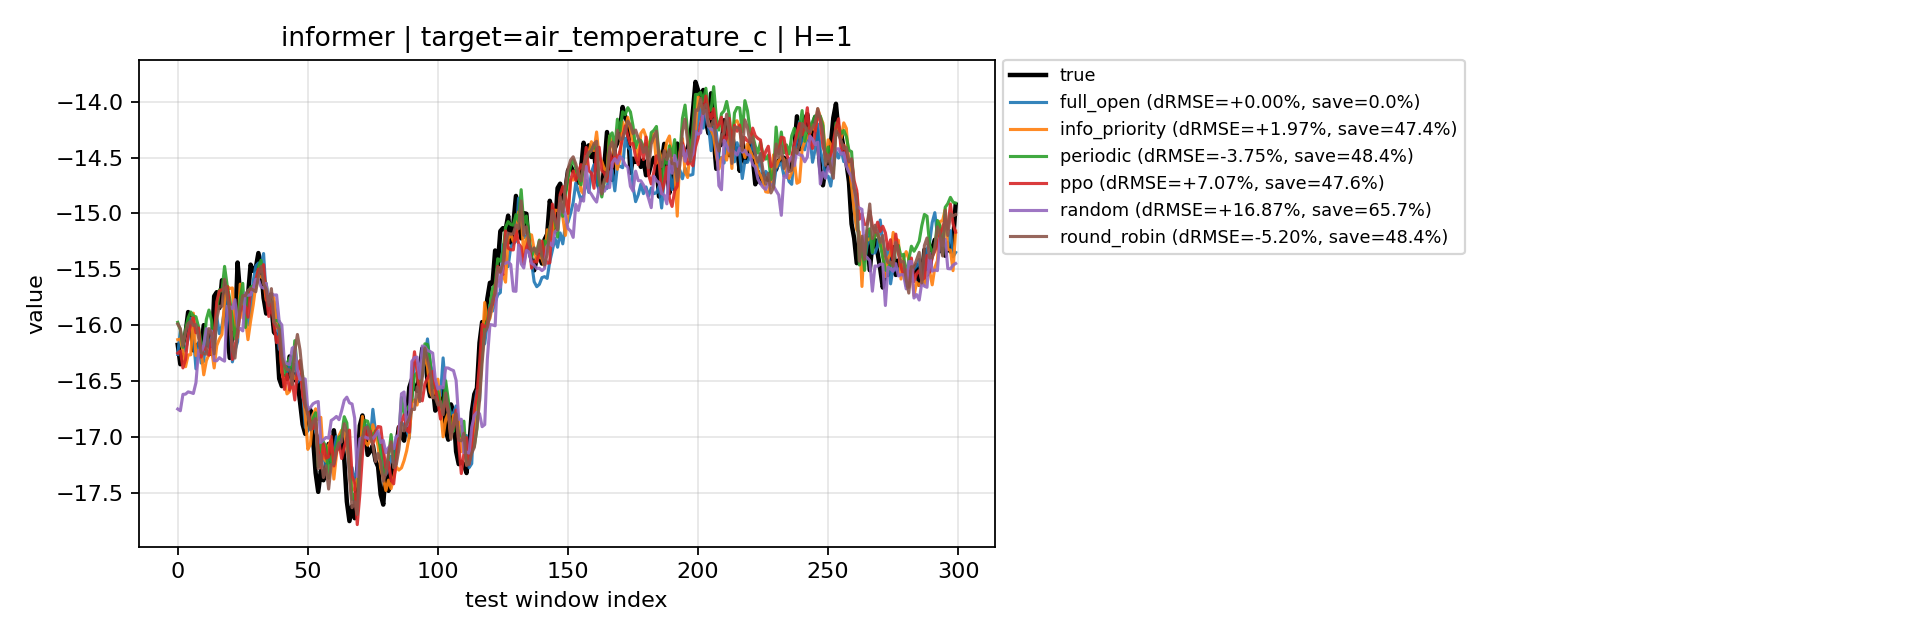 informer | target=air_temperature_c | H=1
true
full_open (dRMSE=+0.00%, save=0.0%)
info_priority (dRMSE=+1.97%, save=47.4%)
periodic (dRMSE=-3.75%, save=48.4%)
ppo (dRMSE=+7.07%, save=47.6%)
random (dRMSE=+16.87%, save=65.7%)
round_robin (dRMSE=-5.20%, save=48.4%)
value
−14.0
−14.5
−15.0
−15.5
−16.0
−16.5
−17.0
−17.5
0 50 100 150 200 250 300
test window index